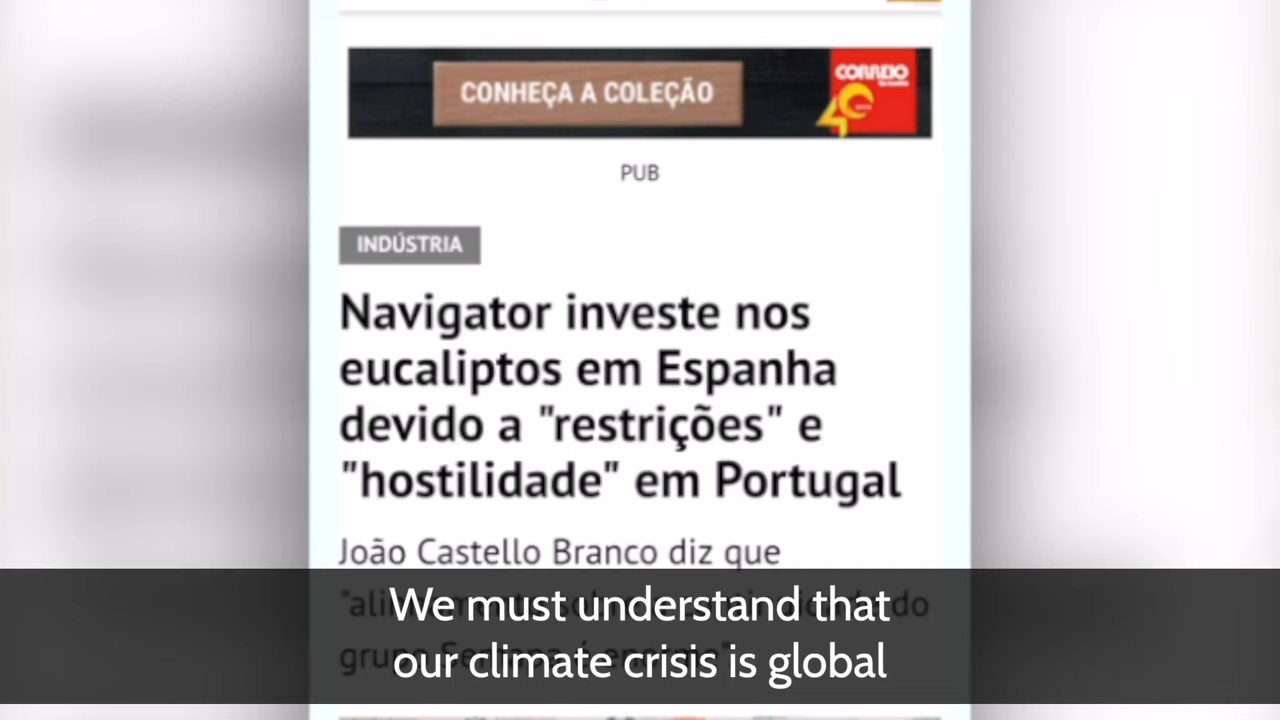 CONHEÇA A COLEÇÃO
CORREIO
PUB
INDÚSTRIA
Navigator investe nos
eucaliptos em Espanha
devido a "restrições" e
"hostilidade" em Portugal
João Castello Branco diz que
We must understand that
our climate crisis is global